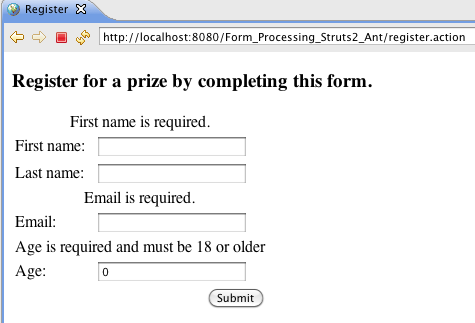 Register
http://localhost:8080/Form_Processing_Struts2_Ant/register.action
Register for a prize by completing this form.
First name is required.
First name:
Last name:
Email is required.
Email:
Age is required and must be 18 or older
Age: 0
Submit